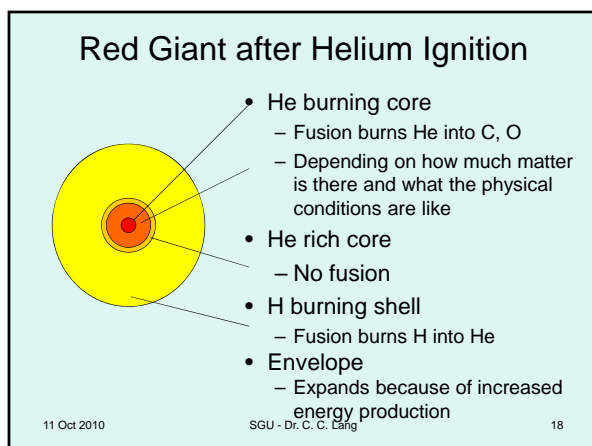 Red Giant after Helium Ignition
• He burning core
– Fusion burns He into C, O
– Depending on how much matter
is there and what the physical
conditions are like
• He rich core
– No fusion
• H burning shell
– Fusion burns H into He
• Envelope
– Expands because of increased
energy production
11 Oct 2010 SGU - Dr. C. C. Lang 18